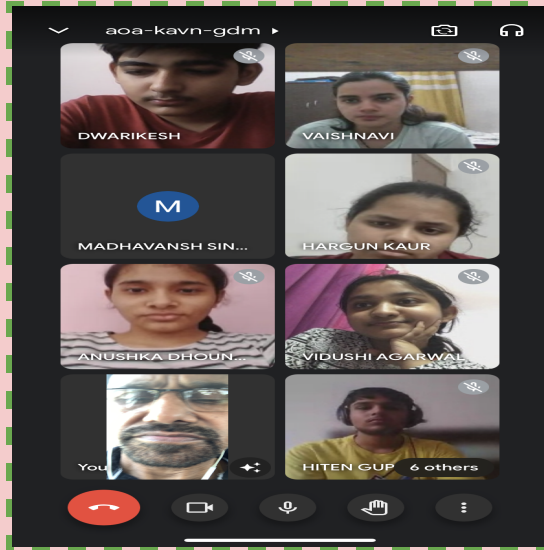 aoa-kavn-gdm
DWARIKESH
VAISHNAVI
M
MADHAVANSH SIN...
HARGUN KAUR
ANUSHKA DHOUN...
VIDUSHI AGARWAL
You
HITEN GUP
6 others